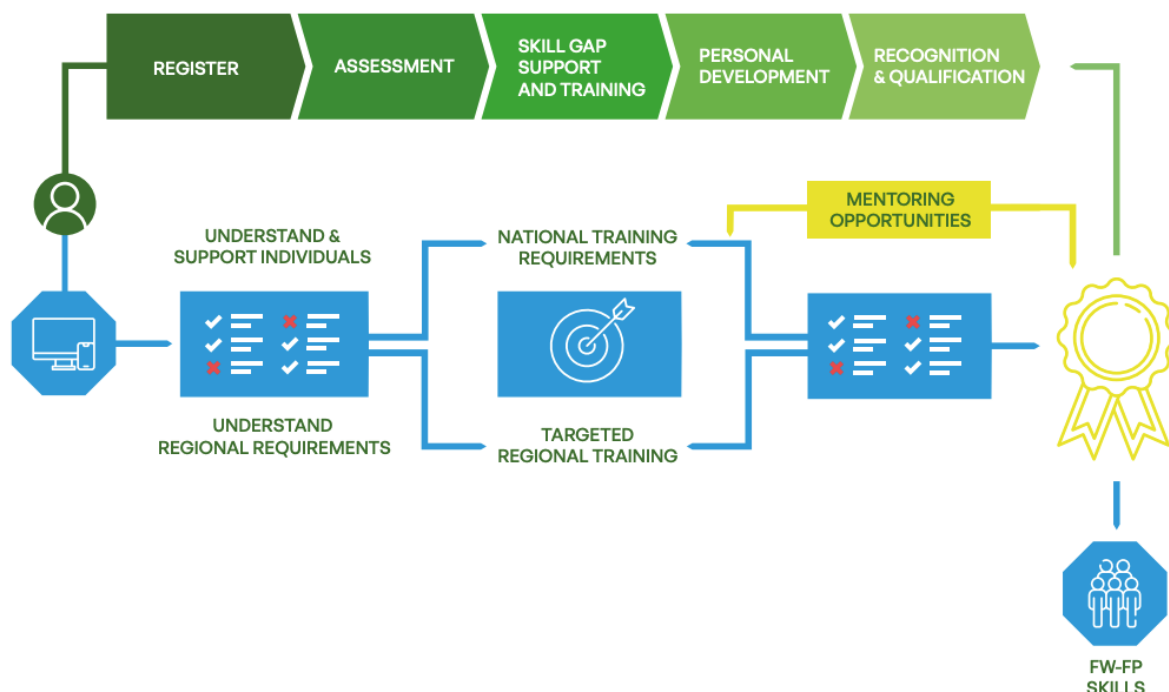 REGISTER
ASSESSMENT
SKILL GAP
SUPPORT
AND TRAINING
PERSONAL
DEVELOPMENT
RECOGNITION
& QUALIFICATION
MENTORING
OPPORTUNITIES
UNDERSTAND &
SUPPORT INDIVIDUALS
NATIONAL TRAINING
REQUIREMENTS
UNDERSTAND
REGIONAL REQUIREMENTS
TARGETED
REGIONAL TRAINING
FW-FP
SKILLS